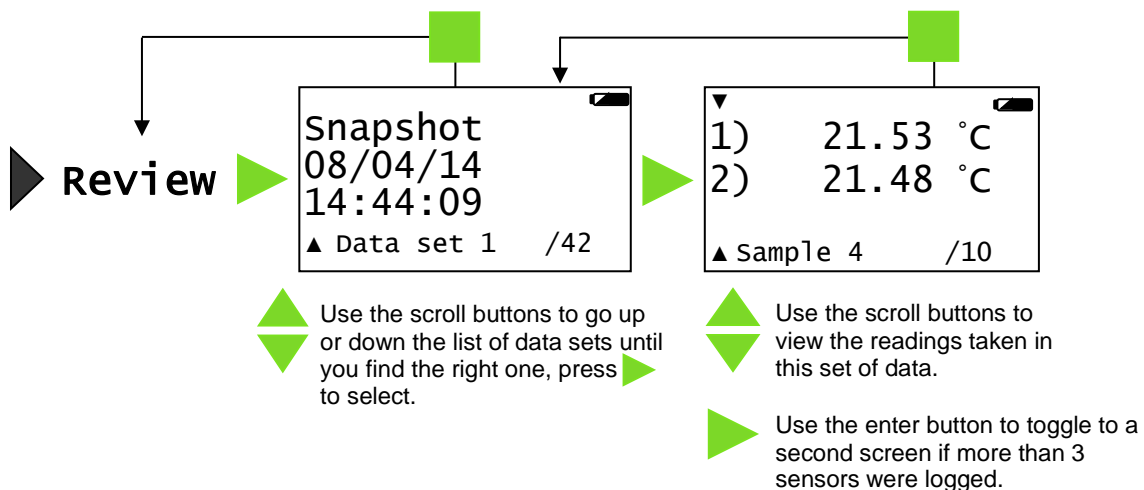 Review
Snapshot
08/04/14
14:44:09
▲ Data set 1 /42
▼
1) 21.53 °C
2) 21.48 °C
▲ Sample 4 /10
Use the scroll buttons to go up
or down the list of data sets until
you find the right one, press
to select.
Use the scroll buttons to
view the readings taken in
this set of data.
Use the enter button to toggle to a
second screen if more than 3
sensors were logged.